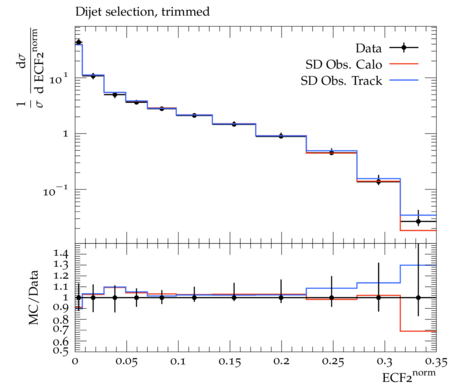 Dijet selection, trimmed
1/σ dσ/d ECF2^norm
Data
SD Obs. Calo
SD Obs. Track
10^1
1
10^−1
MC/Data
1.4
1.3
1.2
1.1
1
0.9
0.8
0.7
0.6
0.5
0 0.05 0.1 0.15 0.2 0.25 0.3 0.35
ECF2^norm